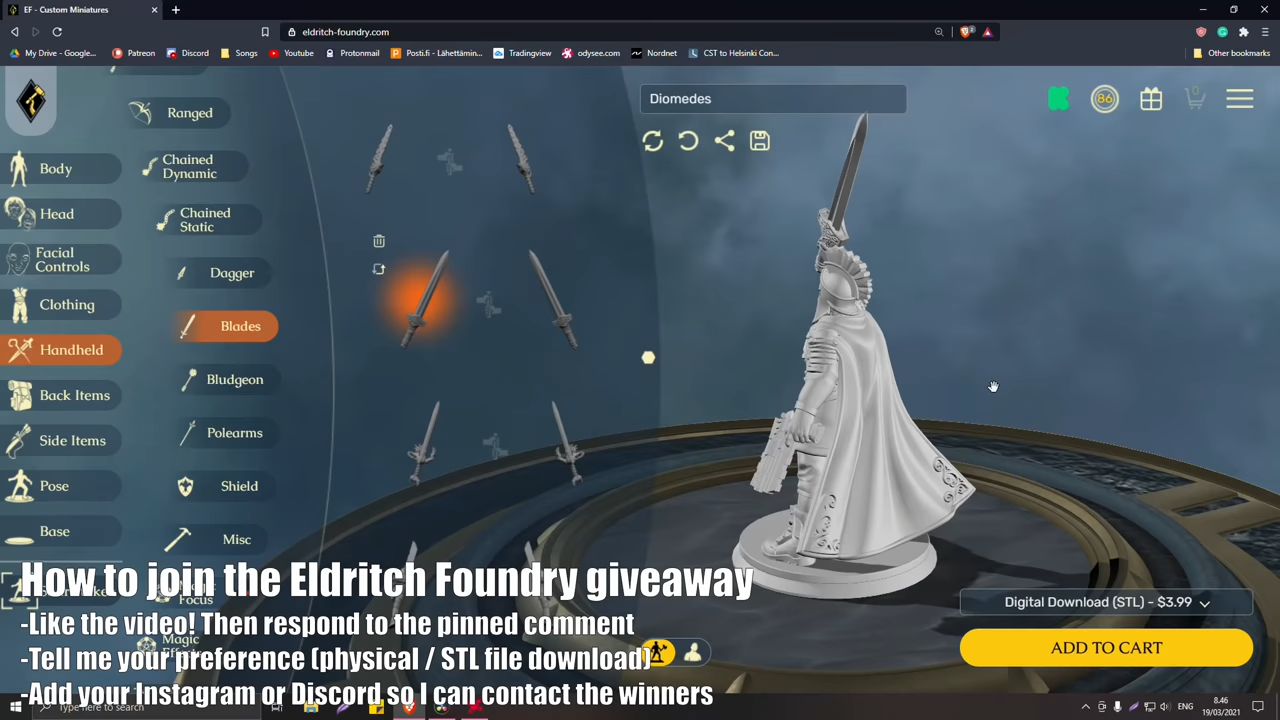 EF - Custom Miniatures
eldritch-foundry.com
2
My Drive - Google...
Patreon
Discord
Songs
Youtube
Protonmail
Posti.fi - Lähettämin...
Tradingview
odysee.com
Nordnet
CST to Helsinki Con...
Other bookmarks
Diomedes
86
0
Ranged
Chained Dynamic
Chained Static
Dagger
Blades
Bludgeon
Polearms
Shield
Misc
Focus
Magic
Body
Head
Facial Controls
Clothing
Handheld
Back Items
Side Items
Pose
Base
How to join the Eldritch Foundry giveaway
-Like the video! Then respond to the pinned comment
-Tell me your preference (physical / STL file download)
-Add your Instagram or Discord so I can contact the winners
Digital Download (STL) - $3.99
ADD TO CART
Type here to search
ENG
8.46
19/03/2021